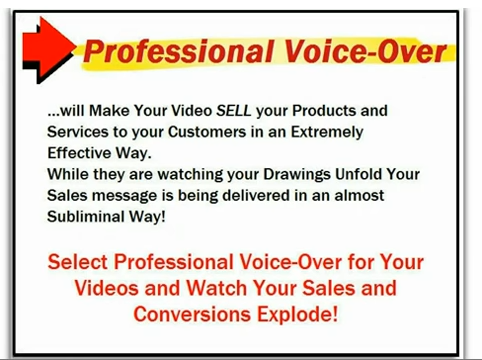 Professional Voice-Over
...will Make Your Video SELL your Products and
Services to your Customers in an Extremely
Effective Way.
While they are watching your Drawings Unfold Your
Sales message is being delivered in an almost
Subliminal Way!
Select Professional Voice-Over for Your
Videos and Watch Your Sales and
Conversions Explode!